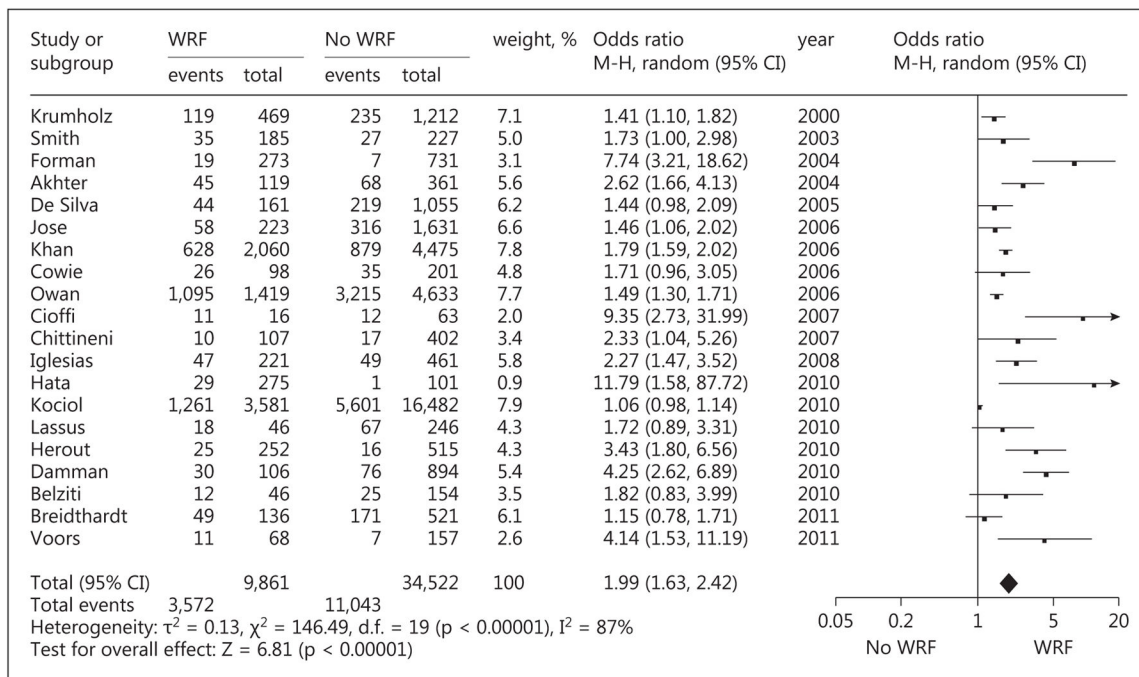 Study or subgroup WRF No WRF weight, % Odds ratio M-H, random (95% CI) year Odds ratio M-H, random (95% CI)
events total events total
Krumholz 119 469 235 1,212 7.1 1.41 (1.10, 1.82) 2000
Smith 35 185 27 227 5.0 1.73 (1.00, 2.98) 2003
Forman 19 273 7 731 3.1 7.74 (3.21, 18.62) 2004
Akhter 45 119 68 361 5.6 2.62 (1.66, 4.13) 2004
De Silva 44 161 219 1,055 6.2 1.44 (0.98, 2.09) 2005
Jose 58 223 316 1,631 6.6 1.46 (1.06, 2.02) 2006
Khan 628 2,060 879 4,475 7.8 1.79 (1.59, 2.02) 2006
Cowie 26 98 35 201 4.8 1.71 (0.96, 3.05) 2006
Owan 1,095 1,419 3,215 4,633 7.7 1.49 (1.30, 1.71) 2006
Cioffi 11 16 12 63 2.0 9.35 (2.73, 31.99) 2007
Chittineni 10 107 17 402 3.4 2.33 (1.04, 5.26) 2007
Iglesias 47 221 49 461 5.8 2.27 (1.47, 3.52) 2008
Hata 29 275 1 101 0.9 11.79 (1.58, 87.72) 2010
Kociol 1,261 3,581 5,601 16,482 7.9 1.06 (0.98, 1.14) 2010
Lassus 18 46 67 246 4.3 1.72 (0.89, 3.31) 2010
Herout 25 252 16 515 4.3 3.43 (1.80, 6.56) 2010
Damman 30 106 76 894 5.4 4.25 (2.62, 6.89) 2010
Belziti 12 46 25 154 3.5 1.82 (0.83, 3.99) 2010
Breidthardt 49 136 171 521 6.1 1.15 (0.78, 1.71) 2011
Voors 11 68 7 157 2.6 4.14 (1.53, 11.19) 2011
Total (95% CI) 9,861 34,522 100 1.99 (1.63, 2.42)
Total events 3,572 11,043
Heterogeneity: τ² = 0.13, χ² = 146.49, d.f. = 19 (p < 0.00001), I² = 87%
Test for overall effect: Z = 6.81 (p < 0.00001)
0.05 0.2 1 5 20
No WRF WRF